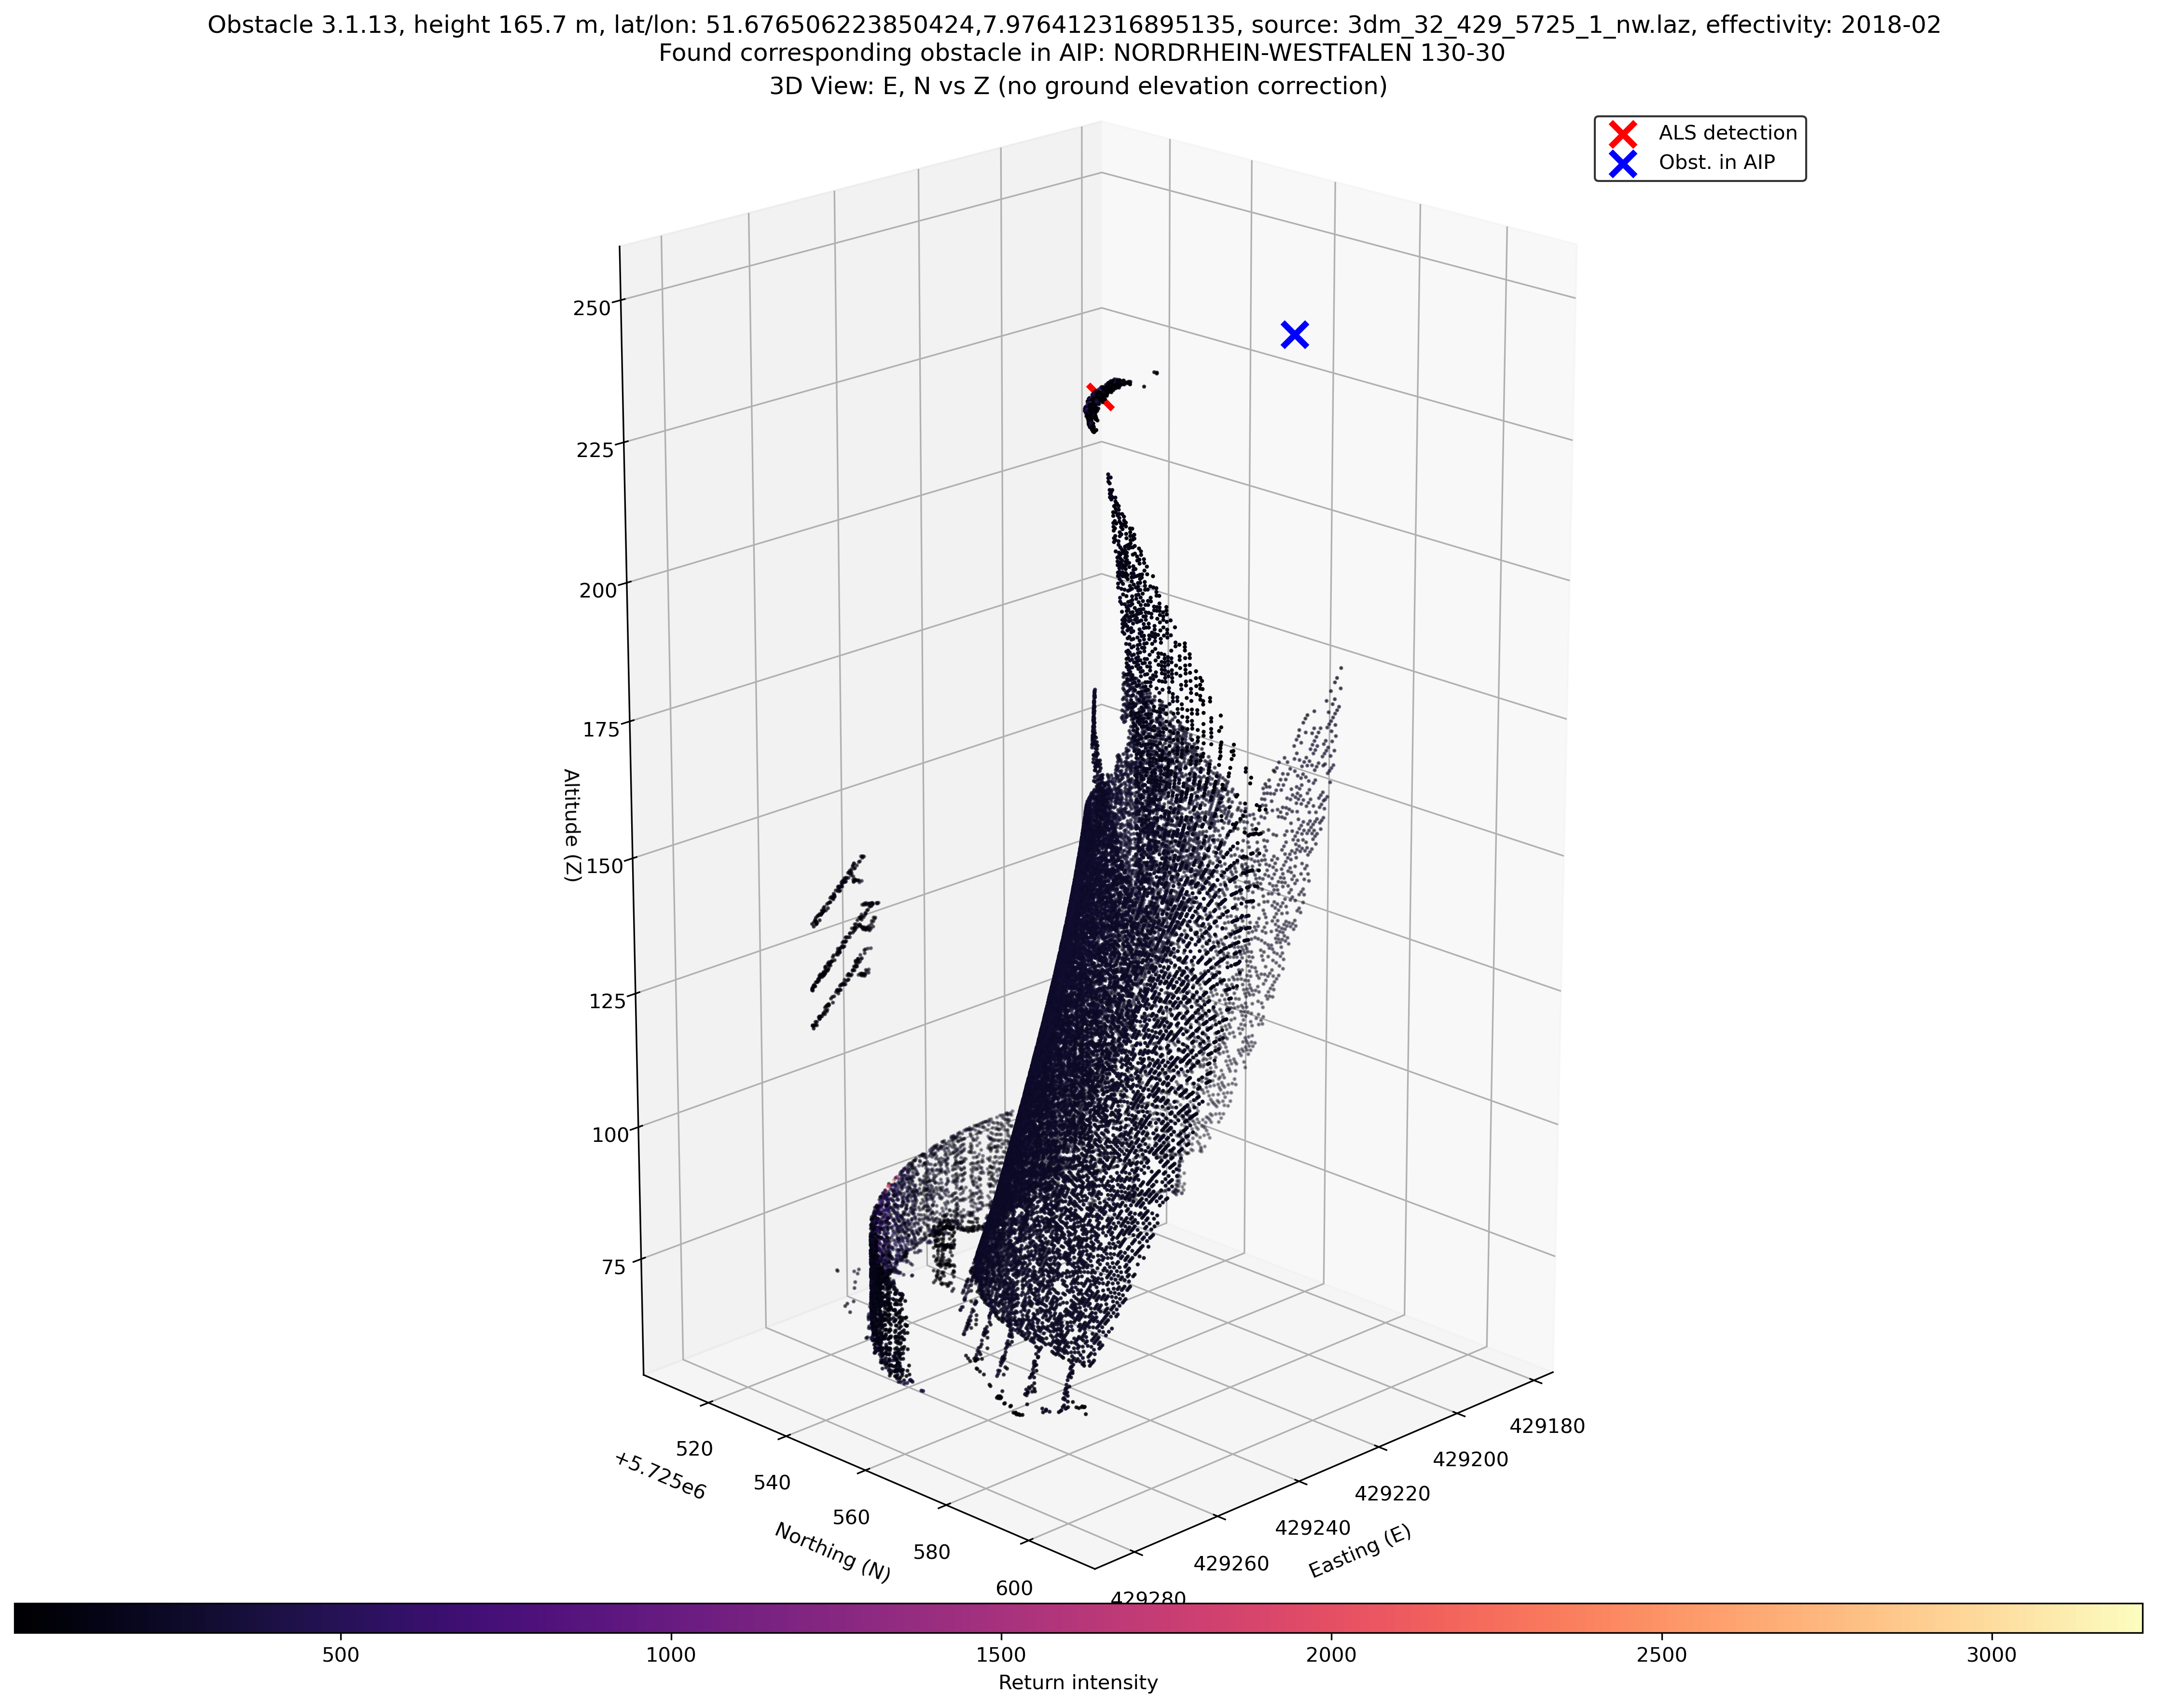 Obstacle 3.1.13, height 165.7 m, lat/lon: 51.676506223850424,7.976412316895135, source: 3dm_32_429_5725_1_nw.laz, effectivity: 2018-02
Found corresponding obstacle in AIP: NORDRHEIN-WESTFALEN 130-30
3D View: E, N vs Z (no ground elevation correction)
ALS detection
Obst. in AIP
250
225
200
175
150
125
100
75
Altitude (Z)
520
540
560
580
600
+5.725e6
Northing (N)
429180
429200
429220
429240
429260
429280
Easting (E)
500
1000
1500
2000
2500
3000
Return intensity